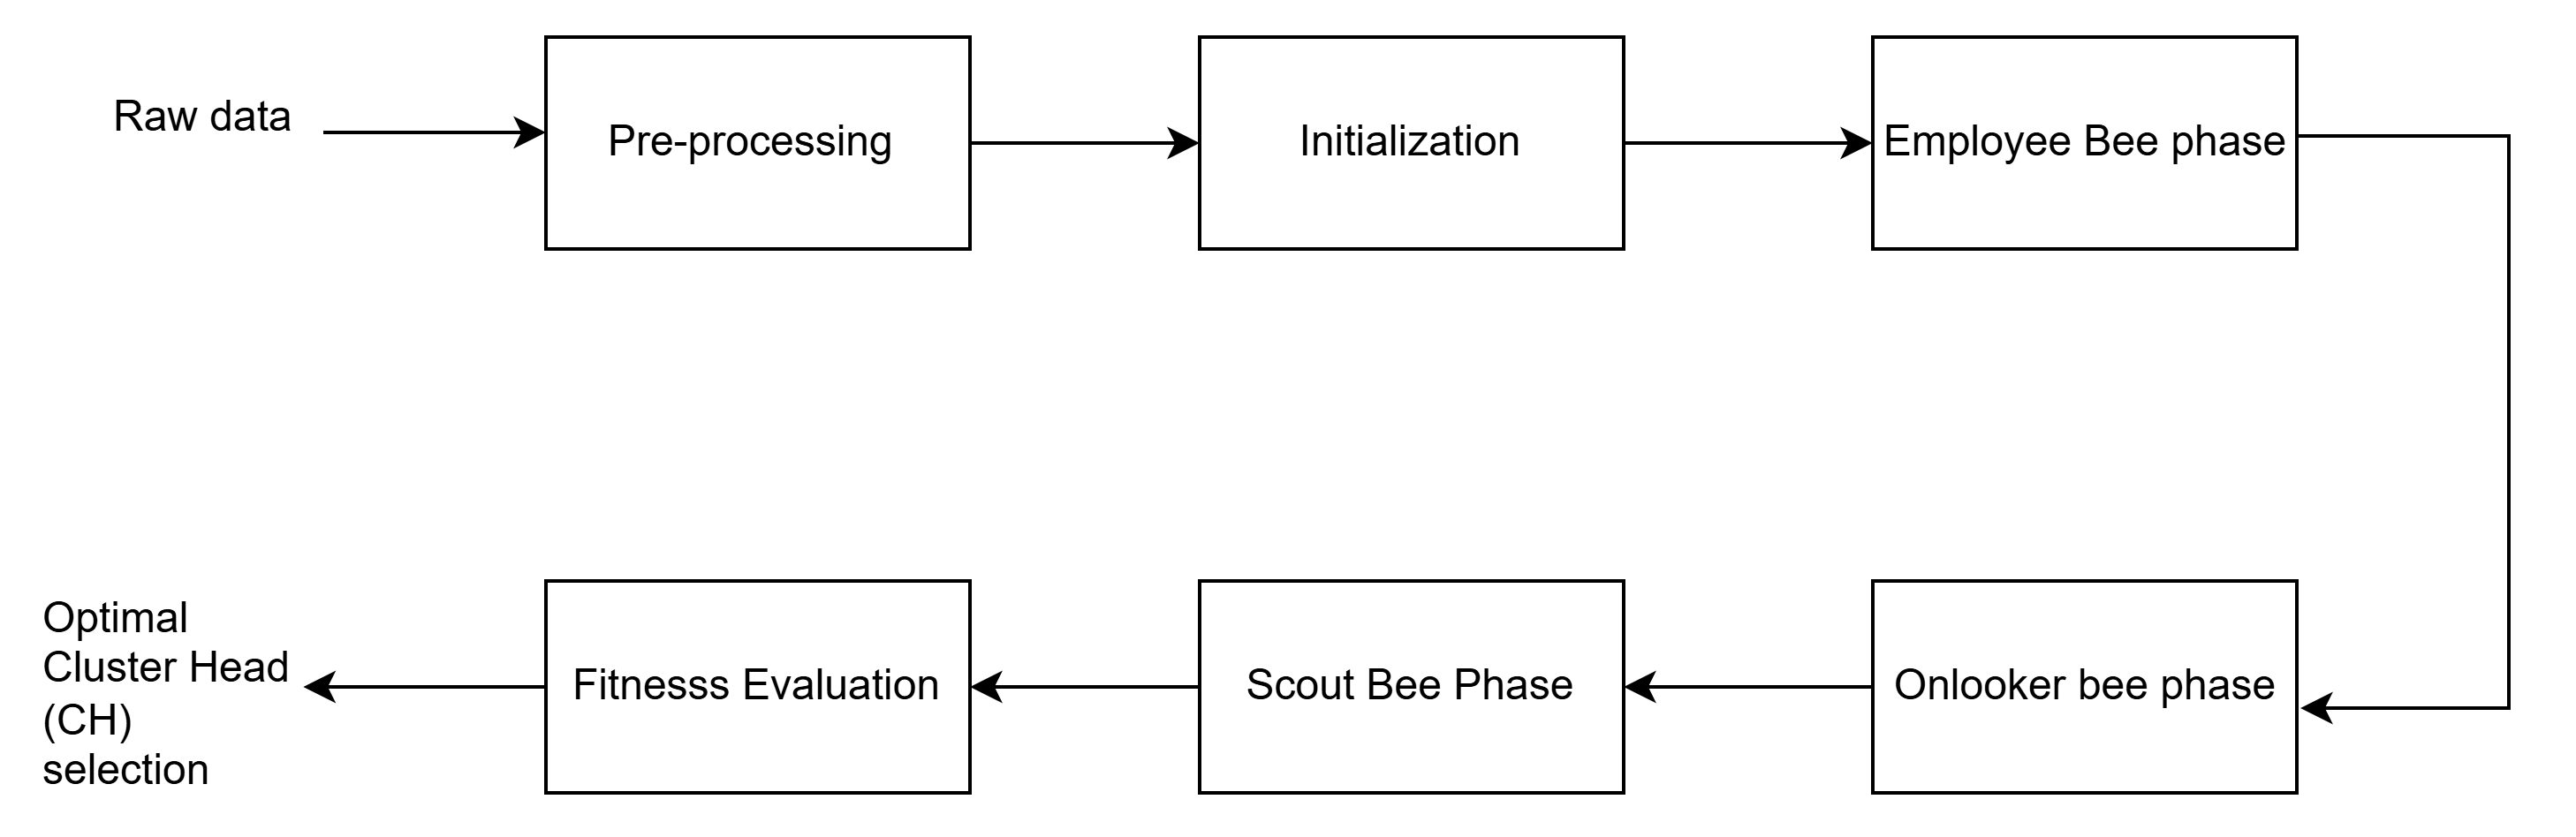 Raw data
Pre-processing
Initialization
Employee Bee phase
Onlooker bee phase
Scout Bee Phase
Fitnesss Evaluation
Optimal
Cluster Head
(CH)
selection